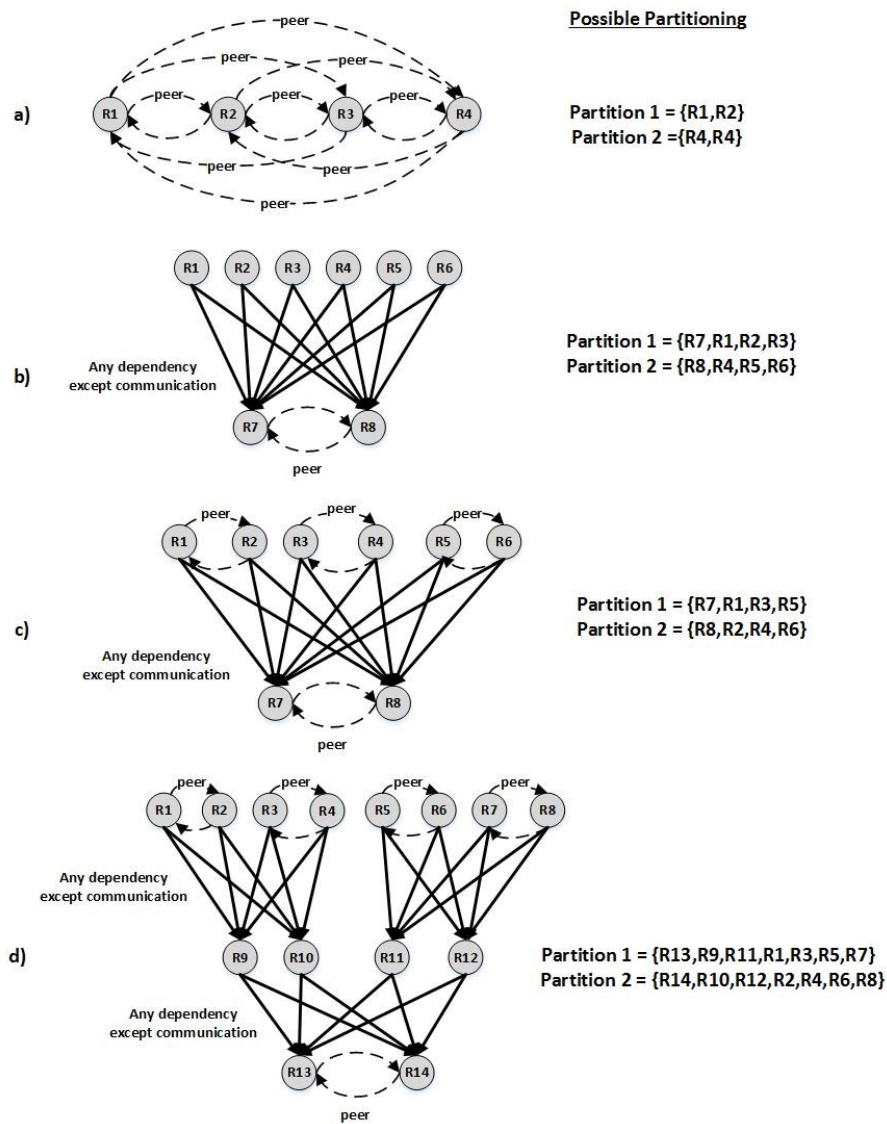 Possible Partitioning
peer
peer peer
a)
peer peer peer
R1 R2 R3 R4
peer peer
peer
Partition 1 = {R1,R2}
Partition 2 ={R4,R4}
R1 R2 R3 R4 R5 R6
b)
Any dependency
except communication
R7 R8
peer
Partition 1 = {R7,R1,R2,R3}
Partition 2 = {R8,R4,R5,R6}
peer peer peer
R1 R2 R3 R4 R5 R6
c)
Any dependency
except communication
R7 R8
peer
Partition 1 = {R7,R1,R3,R5}
Partition 2 = {R8,R2,R4,R6}
peer peer peer peer
R1 R2 R3 R4 R5 R6 R7 R8
Any dependency
except communication
d)
R9 R10 R11 R12
Any dependency
except communication
R13 R14
peer
Partition 1 = {R13,R9,R11,R1,R3,R5,R7}
Partition 2 = {R14,R10,R12,R2,R4,R6,R8}